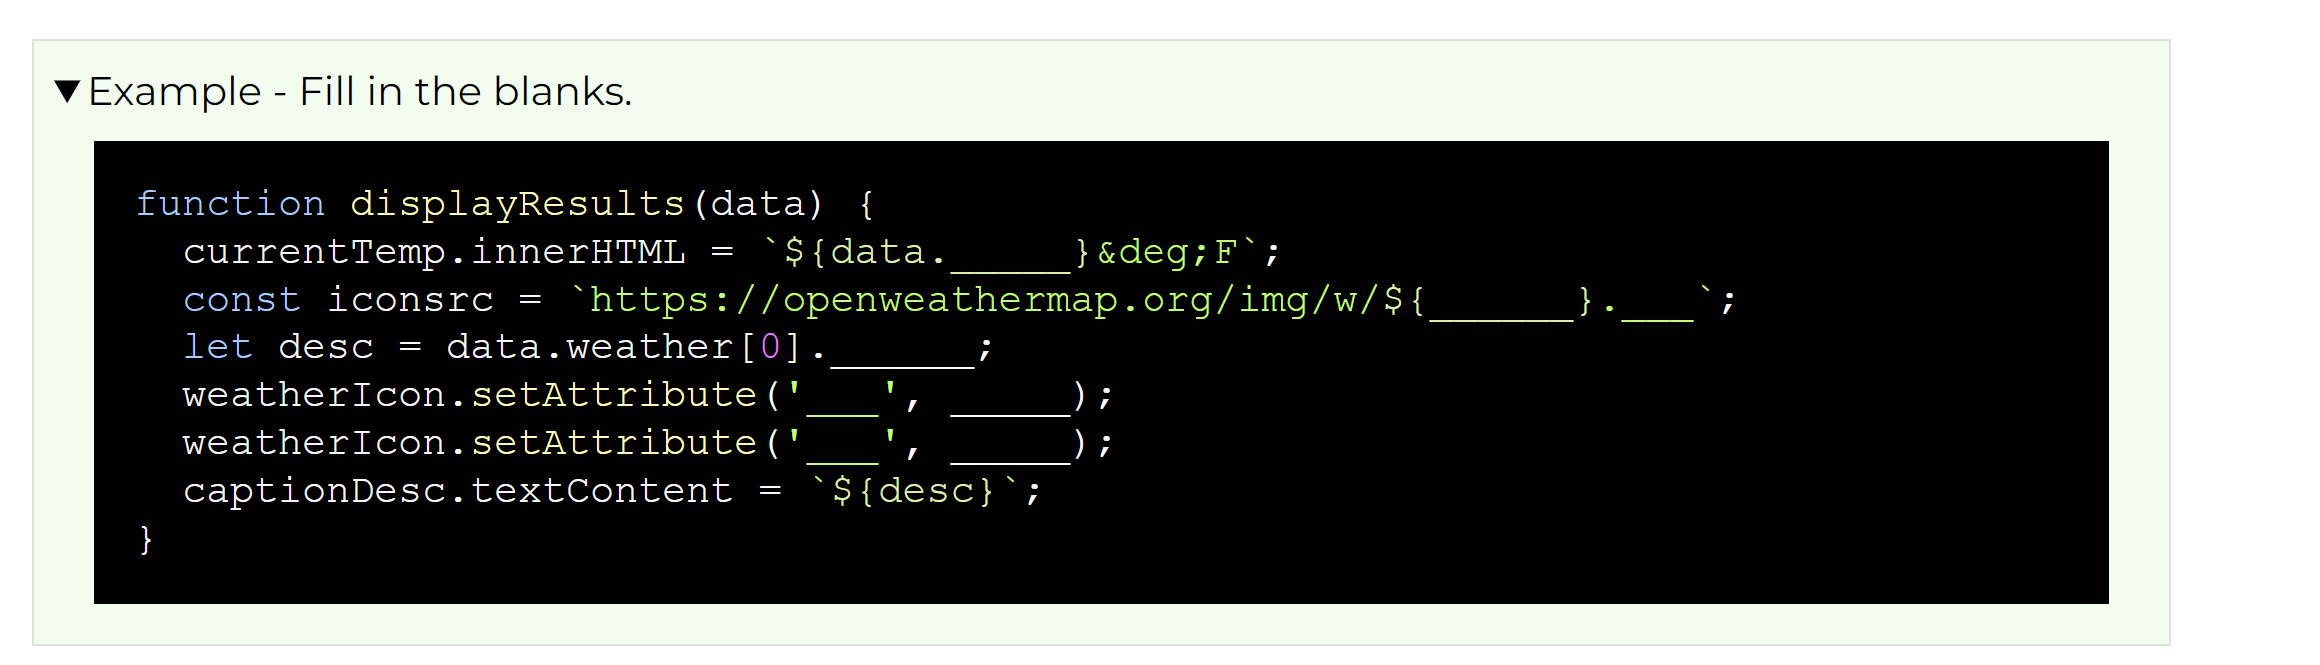 ▼Example - Fill in the blanks.
function displayResults(data) {
  currentTemp.innerHTML = `${data._____}&deg;F`;
  const iconsrc = `https://openweathermap.org/img/w/${______}.___`;
  let desc = data.weather[0].______;
  weatherIcon.setAttribute('___', _____);
  weatherIcon.setAttribute('___', _____);
  captionDesc.textContent = `${desc}`;
}